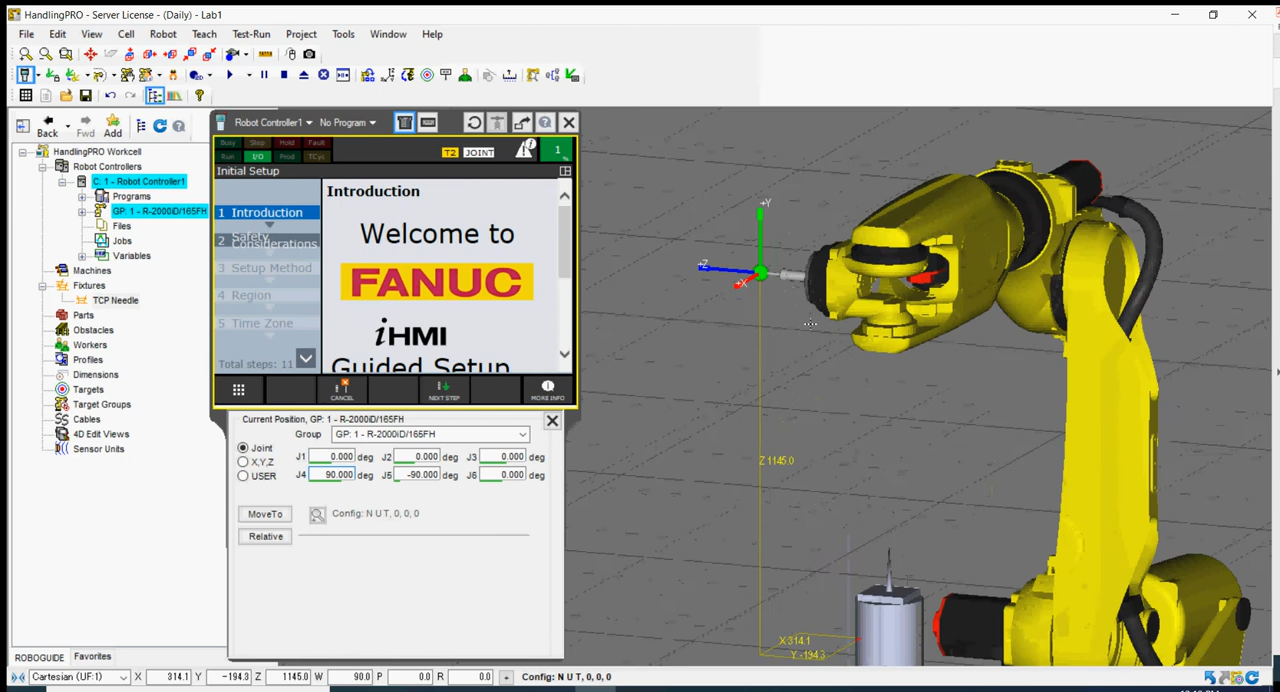 HandlingPRO - Server License - (Daily) - Lab1
File Edit View Cell Robot Teach Test-Run Project Tools Window Help
Back Fwd Add
HandlingPRO Workcell
Robot Controllers
C: 1 - Robot Controller1
Programs
GP: 1 - R-2000iD/165FH
Files
Jobs
Variables
Machines
Fixtures
TCP Needle
Parts
Obstacles
Workers
Profiles
Dimensions
Targets
Target Groups
Cables
4D Edit Views
Sensor Units
ROBOGUIDE Favorites
Robot Controller1 No Program
Busy Step Hold Fault
Run I/O Prod TCyc
T2 JOINT
1 %
Initial Setup
1 Introduction
2 Safety Considerations
3 Setup Method
4 Region
5 Time Zone
Total steps: 11
Introduction
Welcome to
FANUC
iHMI
Guided Setup
CANCEL NEXT STEP MORE INFO
Current Position, GP: 1 - R-2000iD/165FH
Group GP: 1 - R-2000iD/165FH
Joint
X,Y,Z
USER
J1 0.000 deg J2 0.000 deg J3 0.000 deg
J4 90.000 deg J5 -90.000 deg J6 0.000 deg
MoveTo Config: N U T, 0, 0, 0
Relative
+Y
+Z
+X
Z 1145.0
X 314.1
Y -194.3
Cartesian (UF:1) X 314.1 Y -194.3 Z 1145.0 W 90.0 P 0.0 R 0.0 Config: N U T, 0, 0, 0